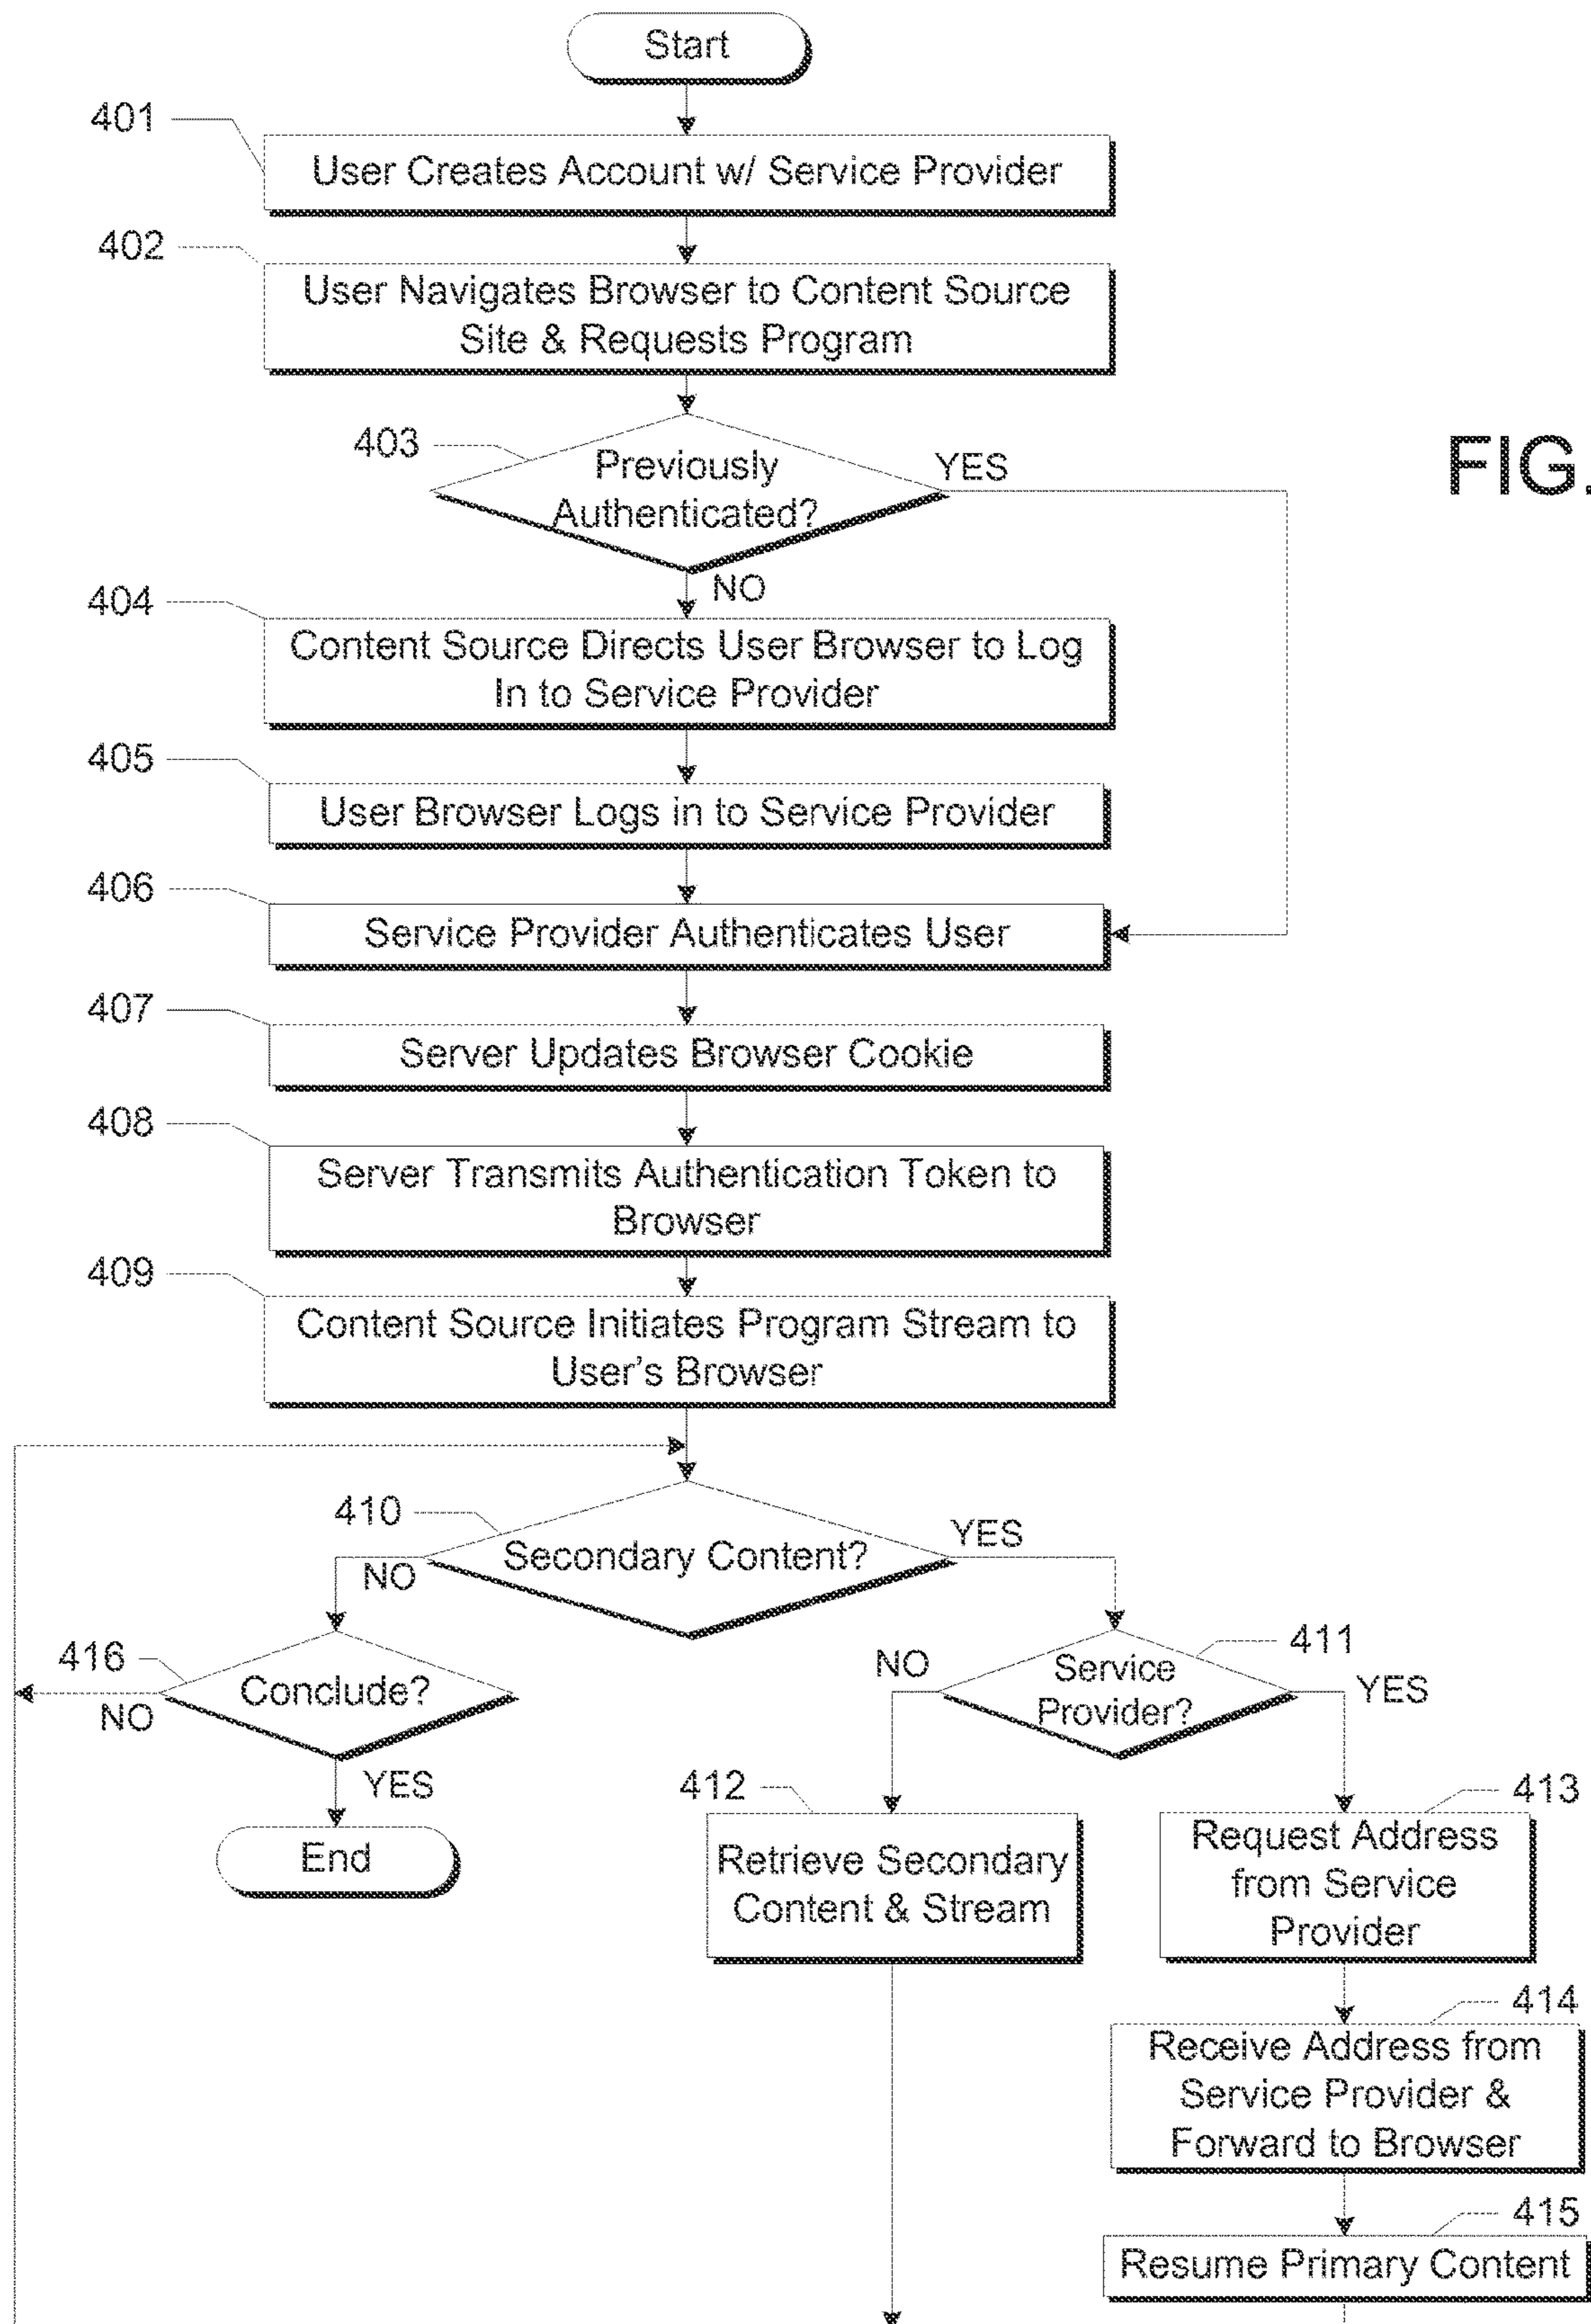 Start
401
User Creates Account w/ Service Provider
402
User Navigates Browser to Content Source
Site & Requests Program
403
Previously
Authenticated?
YES
FIG.
NO
404
Content Source Directs User Browser to Log
In to Service Provider
405
User Browser Logs in to Service Provider
406
Service Provider Authenticates User
407
Server Updates Browser Cookie
408
Server Transmits Authentication Token to
Browser
409
Content Source Initiates Program Stream to
User's Browser
410
Secondary Content?
YES
NO
416
Conclude?
NO
YES
End
411
Service
Provider?
NO
YES
412
Retrieve Secondary
Content & Stream
413
Request Address
from Service
Provider
414
Receive Address from
Service Provider &
Forward to Browser
415
Resume Primary Content